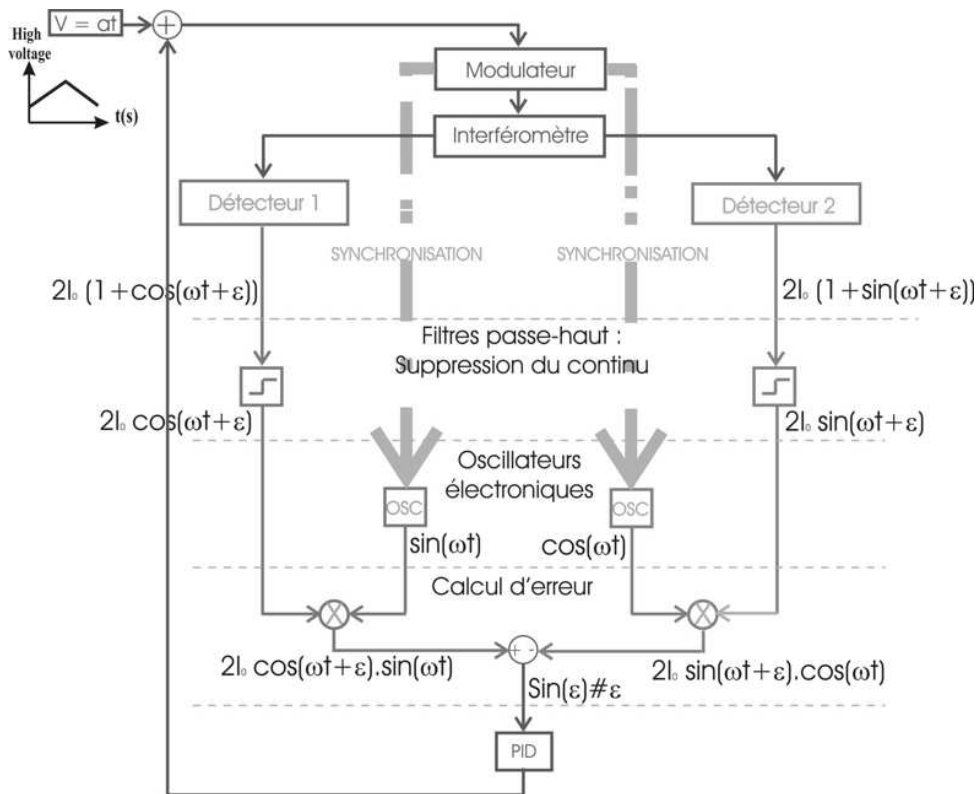 V = at
+
High
voltage
t(s)
Modulateur
Interféromètre
Détecteur 1
Détecteur 2
SYNCHRONISATION
SYNCHRONISATION
2I₀ (1+cos(ωt+ε))
2I₀ (1+sin(ωt+ε))
Filtres passe-haut :
Suppression du continu
2I₀ cos(ωt+ε)
2I₀ sin(ωt+ε)
Oscillateurs
électroniques
OSC
OSC
sin(ωt)
cos(ωt)
Calcul d'erreur
X
X
+ -
2I₀ cos(ωt+ε).sin(ωt)
2I₀ sin(ωt+ε).cos(ωt)
Sin(ε)#ε
PID